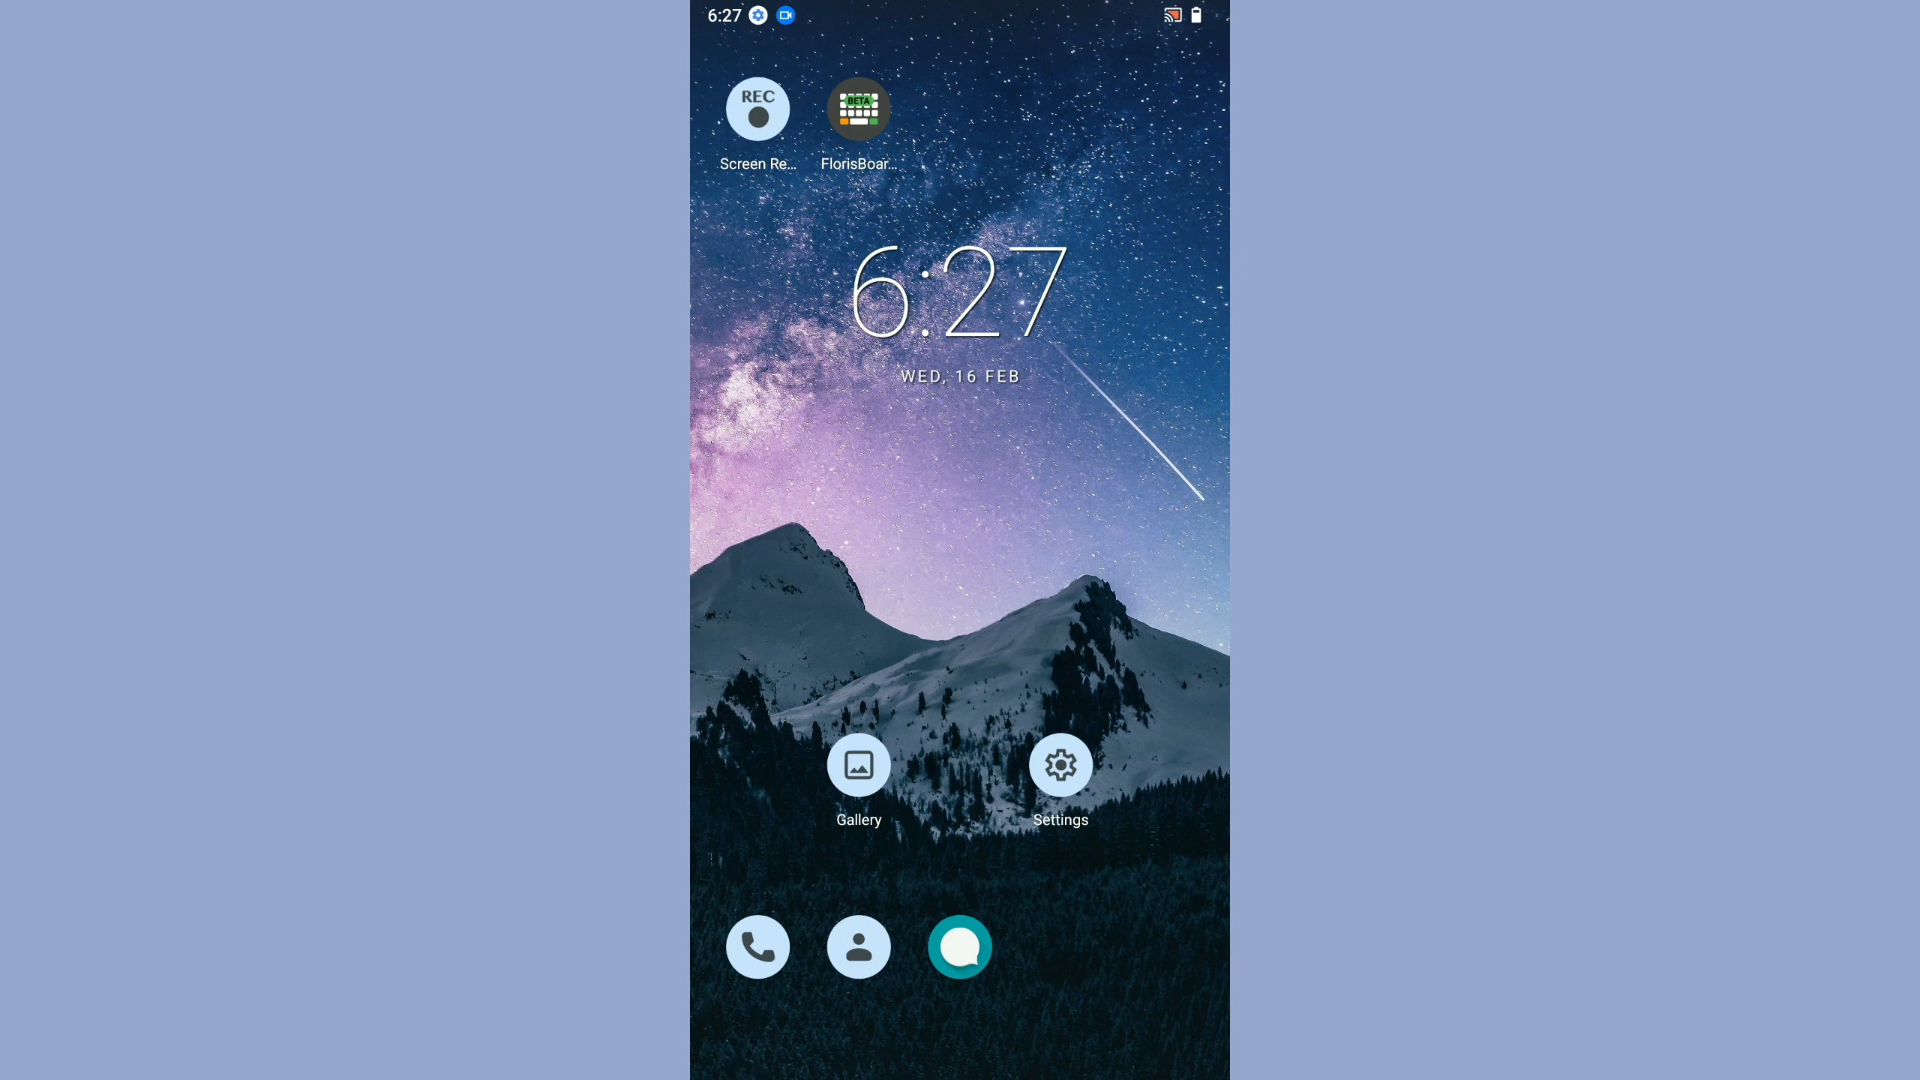 6:27
REC
BETA
Screen Re...
FlorisBoar...
6:27
WED, 16 FEB
Gallery
Settings